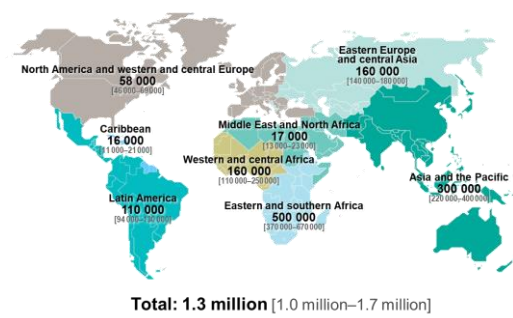 Eastern Europe
and central Asia
160 000
[140 000–180 000]
North America and western and central Europe
58 000
[46 000–69 000]
Middle East and North Africa
17 000
[13 000–23 000]
Caribbean
16 000
[11 000–21 000]
Western and central Africa
160 000
[110 000–250 000]
Asia and the Pacific
300 000
[220 000–400 000]
Latin America
110 000
Eastern and southern Africa
500 000
[370 000–670 000]
Total: 1.3 million [1.0 million–1.7 million]